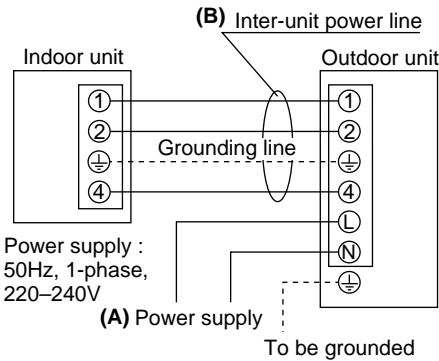 (B) Inter-unit power line
Indoor unit
Outdoor unit
1 1
2 2
Grounding line
4 4
L
N
Power supply :
50Hz, 1-phase,
220–240V
(A) Power supply
To be grounded